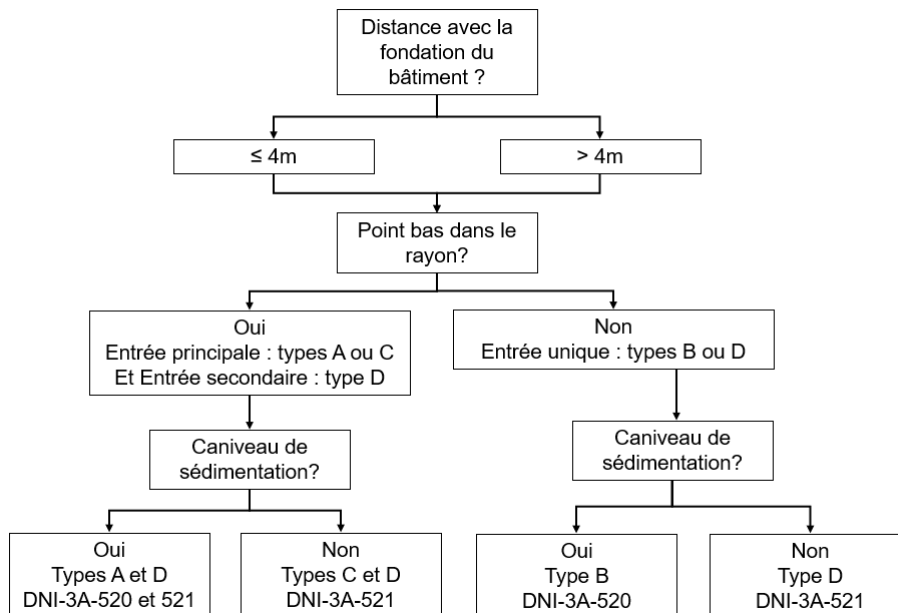 Distance avec la
fondation du
bâtiment ?
≤ 4m
> 4m
Point bas dans le
rayon?
Oui
Entrée principale : types A ou C
Et Entrée secondaire : type D
Non
Entrée unique : types B ou D
Caniveau de
sédimentation?
Caniveau de
sédimentation?
Oui
Types A et D
DNI-3A-520 et 521
Non
Types C et D
DNI-3A-521
Oui
Type B
DNI-3A-520
Non
Type D
DNI-3A-521